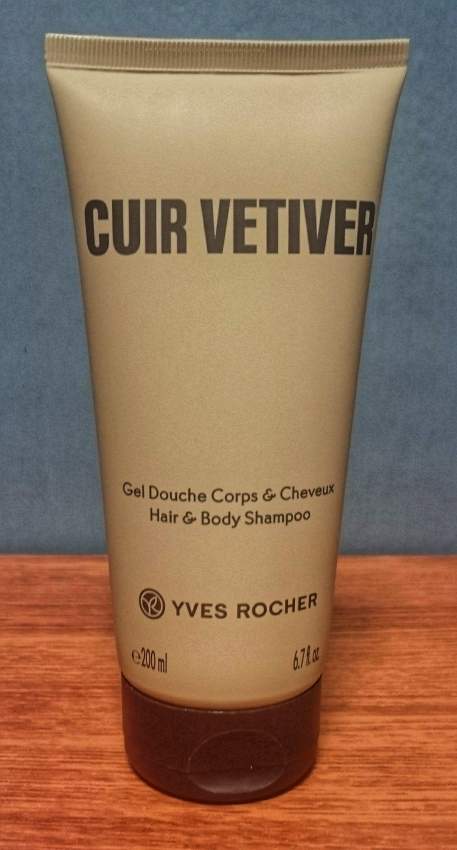 CUIR VETIVER
Gel Douche Corps & Cheveux
Hair & Body Shampoo
YVES ROCHER
℮200 ml 6.7 fl. oz